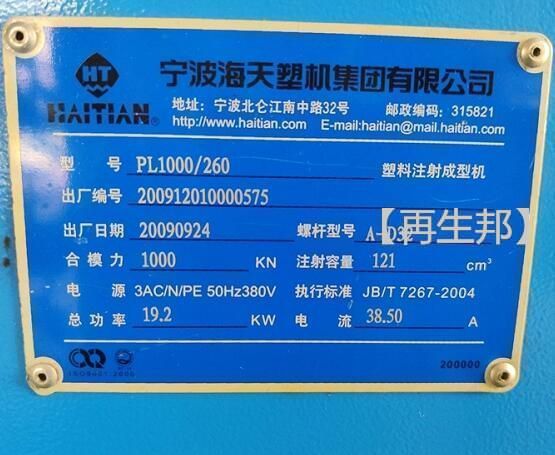 宁波海天塑机集团有限公司
HT
HAITIAN®
地址: 宁波北仑江南中路32号 邮政编码: 315821
http://www.haitian.com E-mail:haitian@mail.haitian.com
型号 PL1000/260 塑料注射成型机
出厂编号 200912010000575
出厂日期 20090924 螺杆型号 A-D32
【再生邦】
合模力 1000 KN 注射容量 121 cm³
电源 3AC/N/PE 50Hz380V 执行标准 JB/T 7267-2004
总功率 19.2 KW 电流 38.50 A
ISO9001:2000
200000